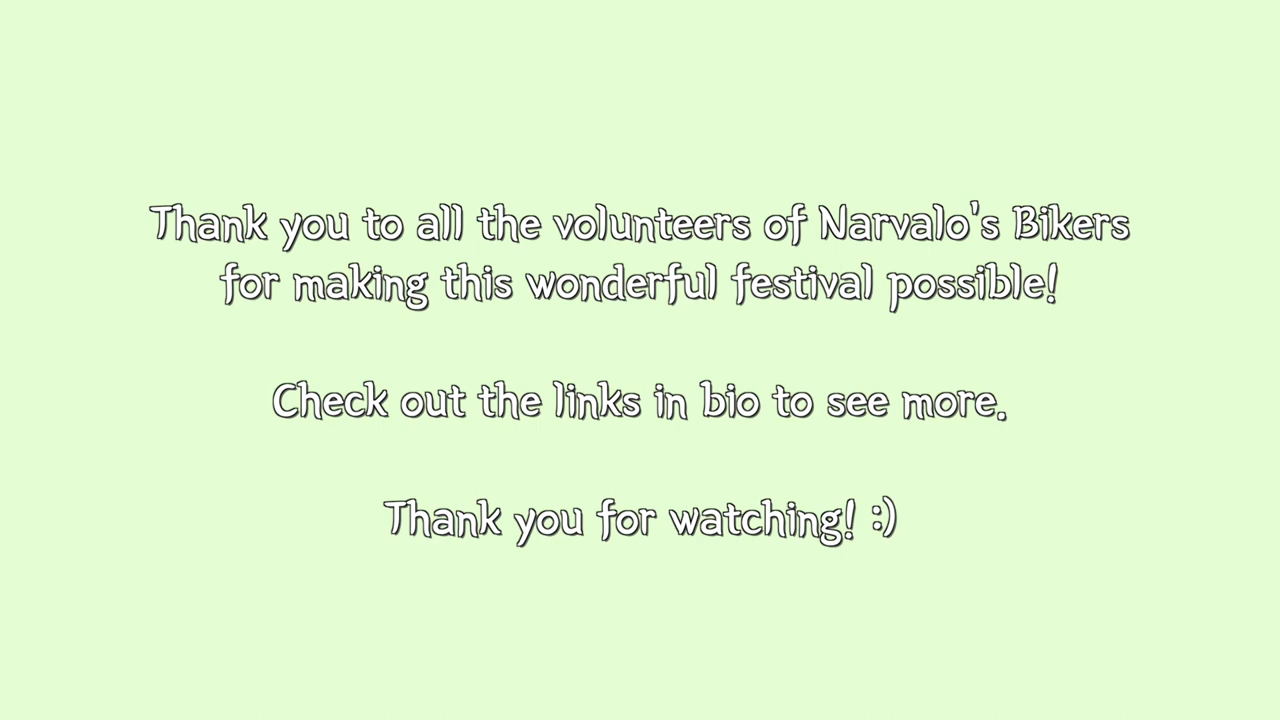 Thank you to all the volunteers of Narvalo's Bikers
for making this wonderful festival possible!
Check out the links in bio to see more.
Thank you for watching! :)